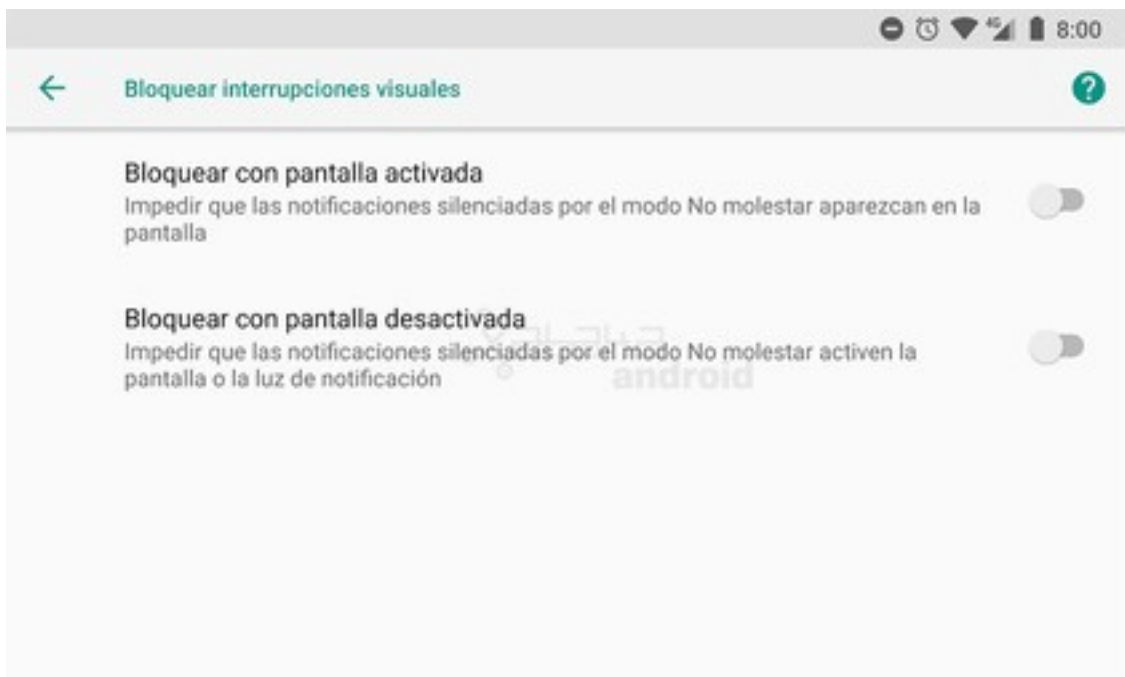 4G 8:00
Bloquear interrupciones visuales
?
Bloquear con pantalla activada
Impedir que las notificaciones silenciadas por el modo No molestar aparezcan en la
pantalla
Bloquear con pantalla desactivada
Impedir que las notificaciones silenciadas por el modo No molestar activen la
pantalla o la luz de notificación
android